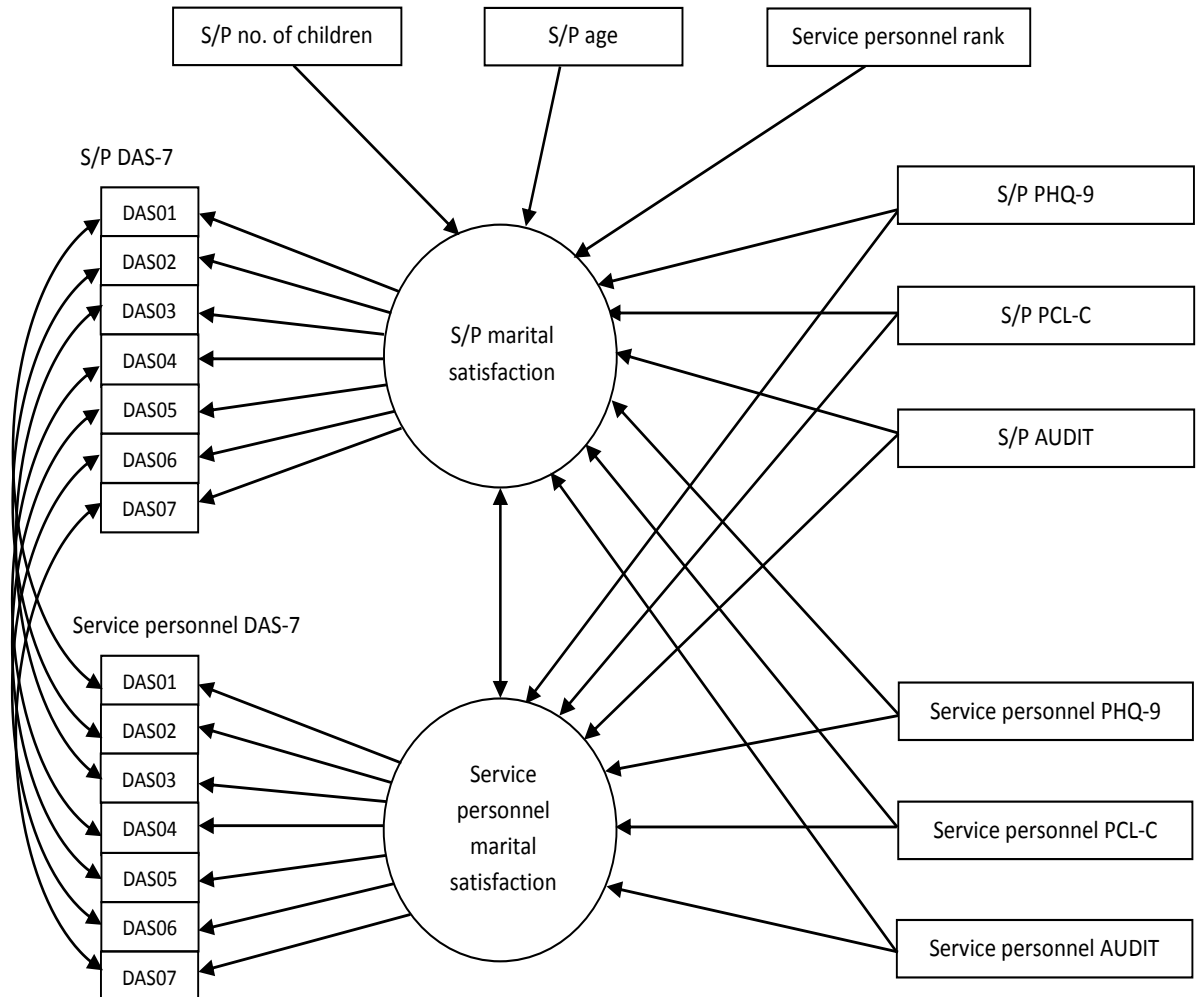 S/P no. of children
S/P age
Service personnel rank
S/P DAS-7
DAS01
DAS02
DAS03
DAS04
DAS05
DAS06
DAS07
S/P marital
satisfaction
S/P PHQ-9
S/P PCL-C
S/P AUDIT
Service personnel DAS-7
DAS01
DAS02
DAS03
DAS04
DAS05
DAS06
DAS07
Service
personnel
marital
satisfaction
Service personnel PHQ-9
Service personnel PCL-C
Service personnel AUDIT